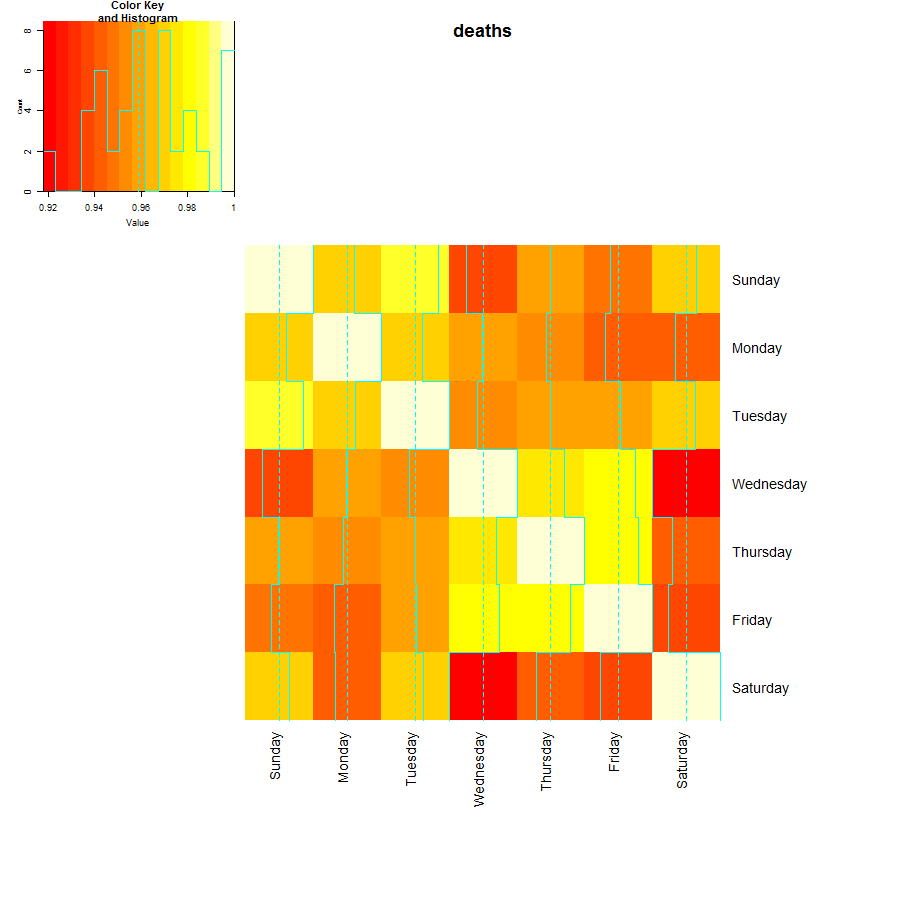 Color Key
and Histogram
deaths
Count
0 2 4 6 8
0.92 0.94 0.96 0.98 1
Value
Sunday
Monday
Tuesday
Wednesday
Thursday
Friday
Saturday
Sunday
Monday
Tuesday
Wednesday
Thursday
Friday
Saturday